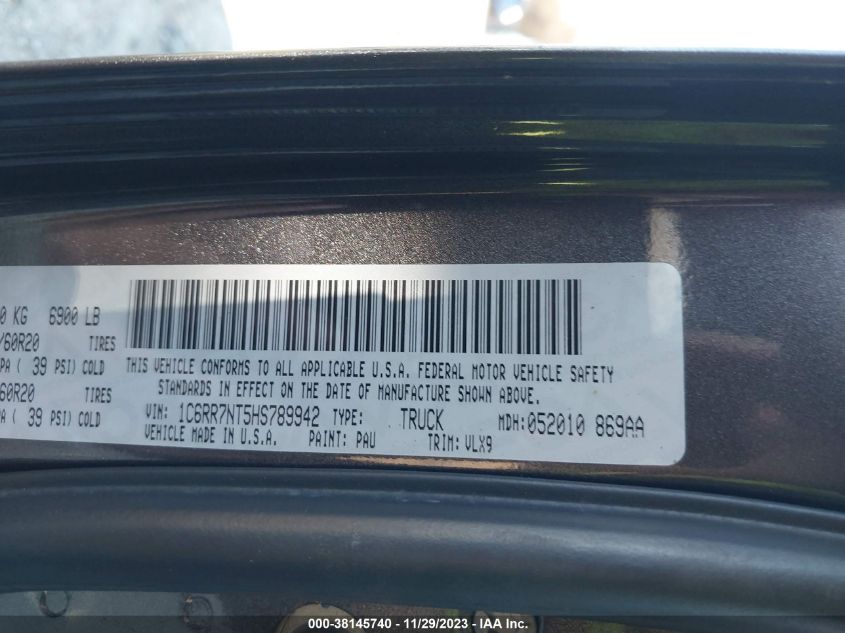 0 KG 6900 LB
/60R20 TIRES
PA ( 39 PSI) COLD
60R20 TIRES
A ( 39 PSI) COLD
THIS VEHICLE CONFORMS TO ALL APPLICABLE U.S.A. FEDERAL MOTOR VEHICLE SAFETY
STANDARDS IN EFFECT ON THE DATE OF MANUFACTURE SHOWN ABOVE.
VIN: 1C6RR7NT5HS789942 TYPE: TRUCK MDH:052010 869AA
VEHICLE MADE IN U.S.A. PAINT: PAU TRIM: VLX9
000-38145740 - 11/29/2023 - IAA Inc.